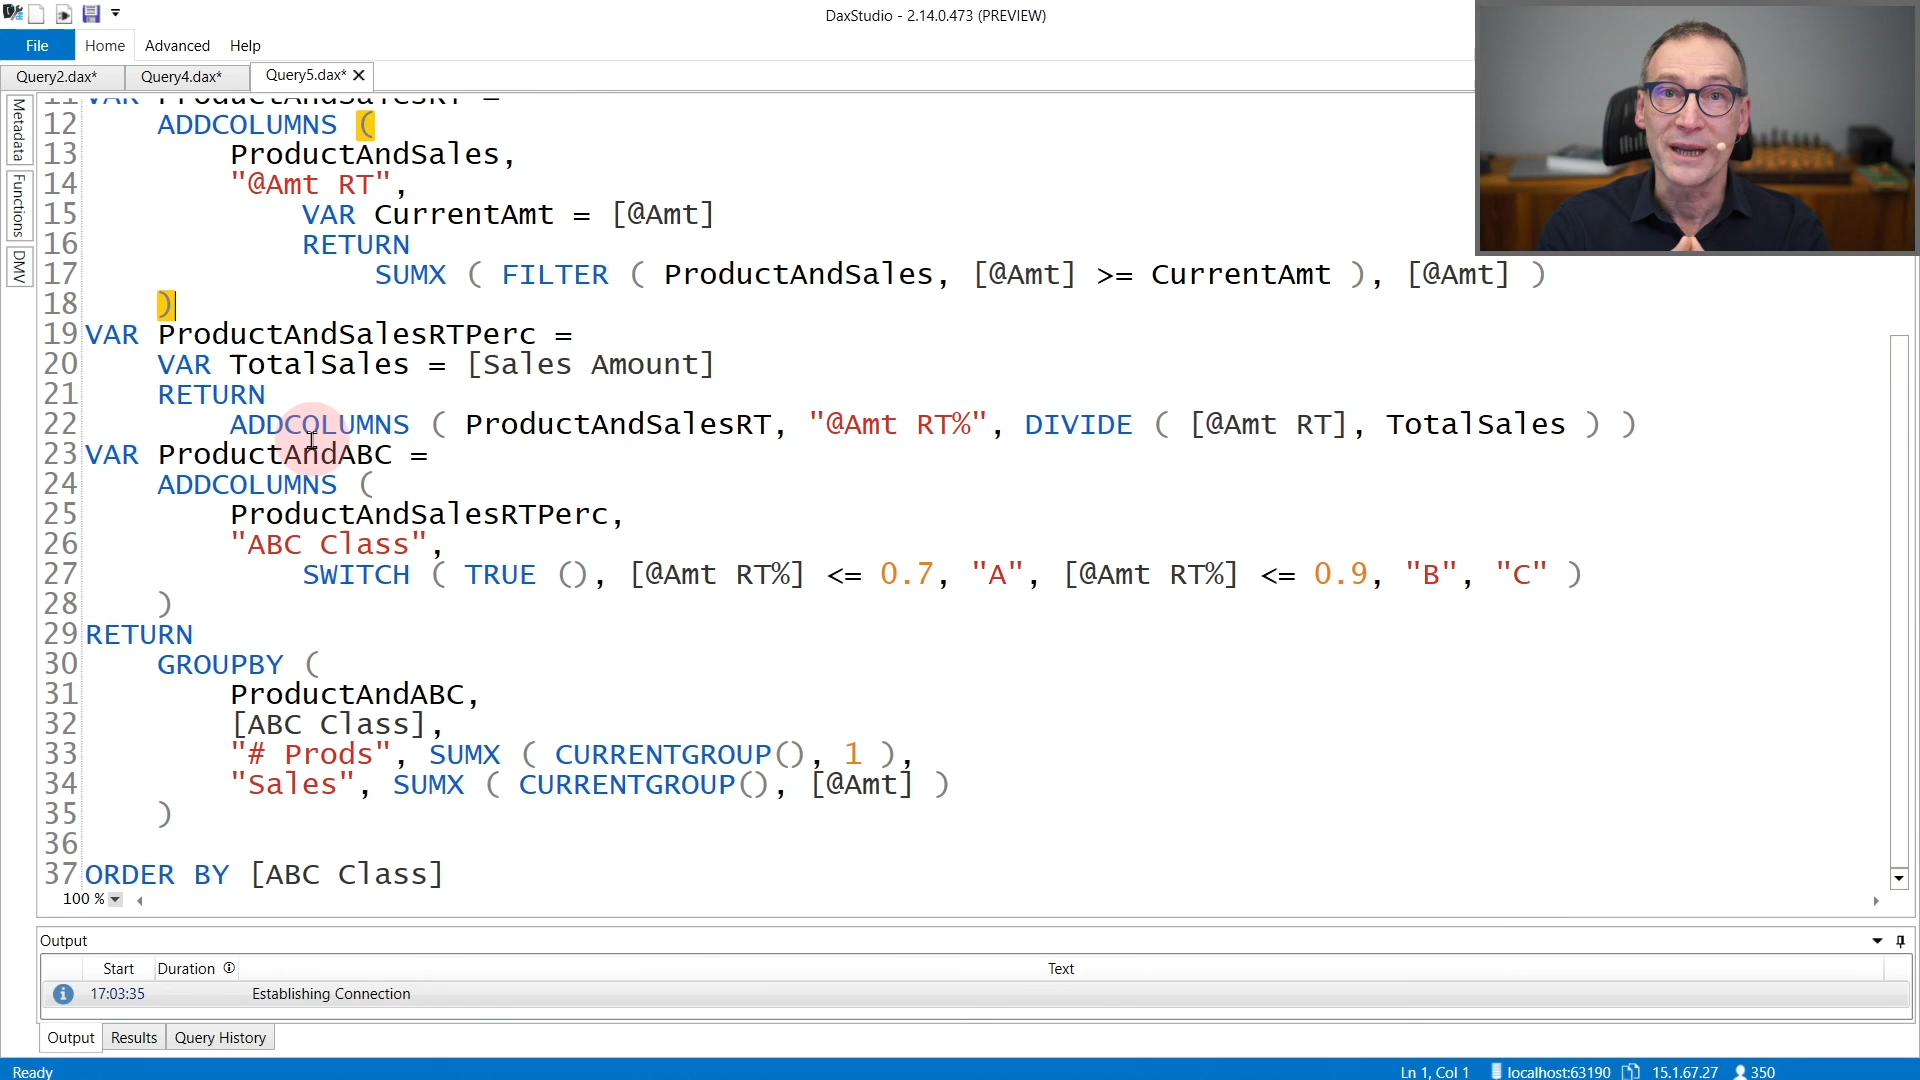 DaxStudio - 2.14.0.473 (PREVIEW)
File Home Advanced Help
Query2.dax* Query4.dax* Query5.dax*
Metadata
Functions
DMV
11 VAR ProductAndSalesRT =
12 ADDCOLUMNS (
13 ProductAndSales,
14 "@Amt RT",
15 VAR CurrentAmt = [@Amt]
16 RETURN
17 SUMX ( FILTER ( ProductAndSales, [@Amt] >= CurrentAmt ), [@Amt] )
18 )
19 VAR ProductAndSalesRTPerc =
20 VAR TotalSales = [Sales Amount]
21 RETURN
22 ADDCOLUMNS ( ProductAndSalesRT, "@Amt RT%", DIVIDE ( [@Amt RT], TotalSales ) )
23 VAR ProductAndABC =
24 ADDCOLUMNS (
25 ProductAndSalesRTPerc,
26 "ABC Class",
27 SWITCH ( TRUE (), [@Amt RT%] <= 0.7, "A", [@Amt RT%] <= 0.9, "B", "C" )
28 )
29 RETURN
30 GROUPBY (
31 ProductAndABC,
32 [ABC Class],
33 "# Prods", SUMX ( CURRENTGROUP(), 1 ),
34 "Sales", SUMX ( CURRENTGROUP(), [@Amt] )
35 )
36
37 ORDER BY [ABC Class]
100 %
Output
Start Duration Text
17:03:35 Establishing Connection
Output Results Query History
Ready Ln 1, Col 1 localhost:63190 15.1.67.27 350